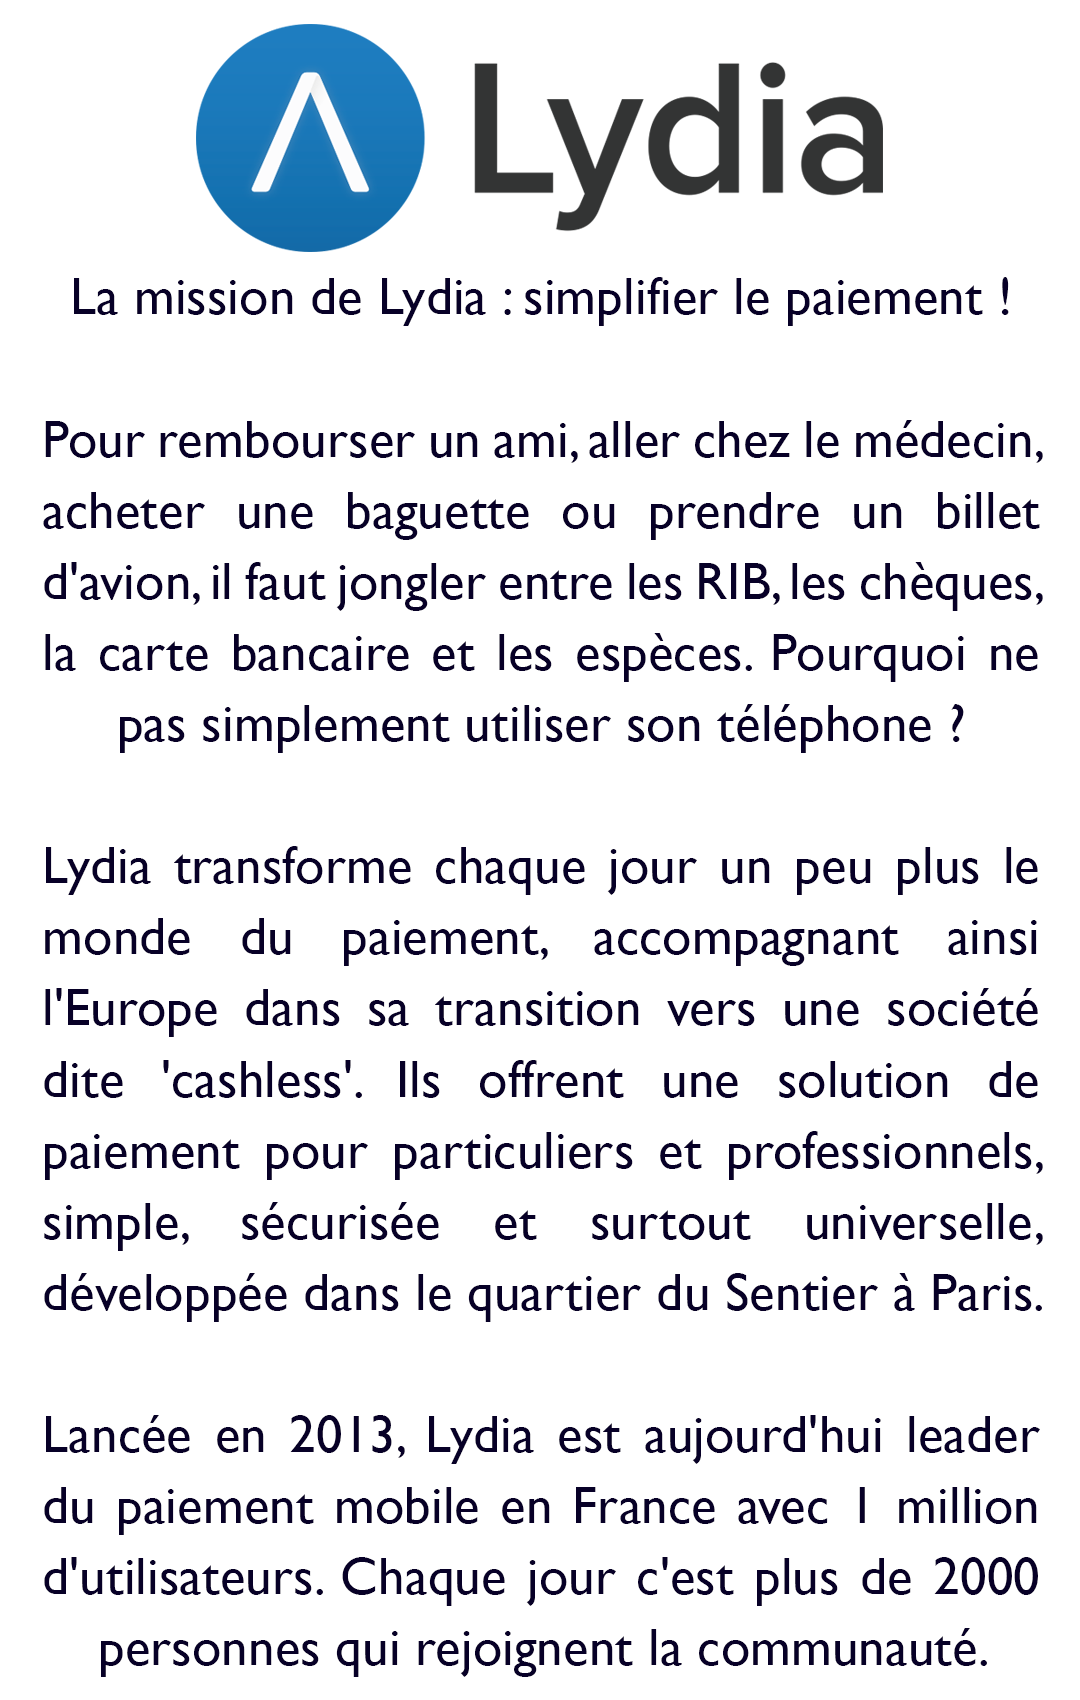 Lydia
La mission de Lydia : simplifier le paiement !
Pour rembourser un ami, aller chez le médecin,
acheter une baguette ou prendre un billet
d'avion, il faut jongler entre les RIB, les chèques,
la carte bancaire et les espèces. Pourquoi ne
pas simplement utiliser son téléphone ?
Lydia transforme chaque jour un peu plus le
monde du paiement, accompagnant ainsi
l'Europe dans sa transition vers une société
dite 'cashless'. Ils offrent une solution de
paiement pour particuliers et professionnels,
simple, sécurisée et surtout universelle,
développée dans le quartier du Sentier à Paris.
Lancée en 2013, Lydia est aujourd'hui leader
du paiement mobile en France avec 1 million
d'utilisateurs. Chaque jour c'est plus de 2000
personnes qui rejoignent la communauté.